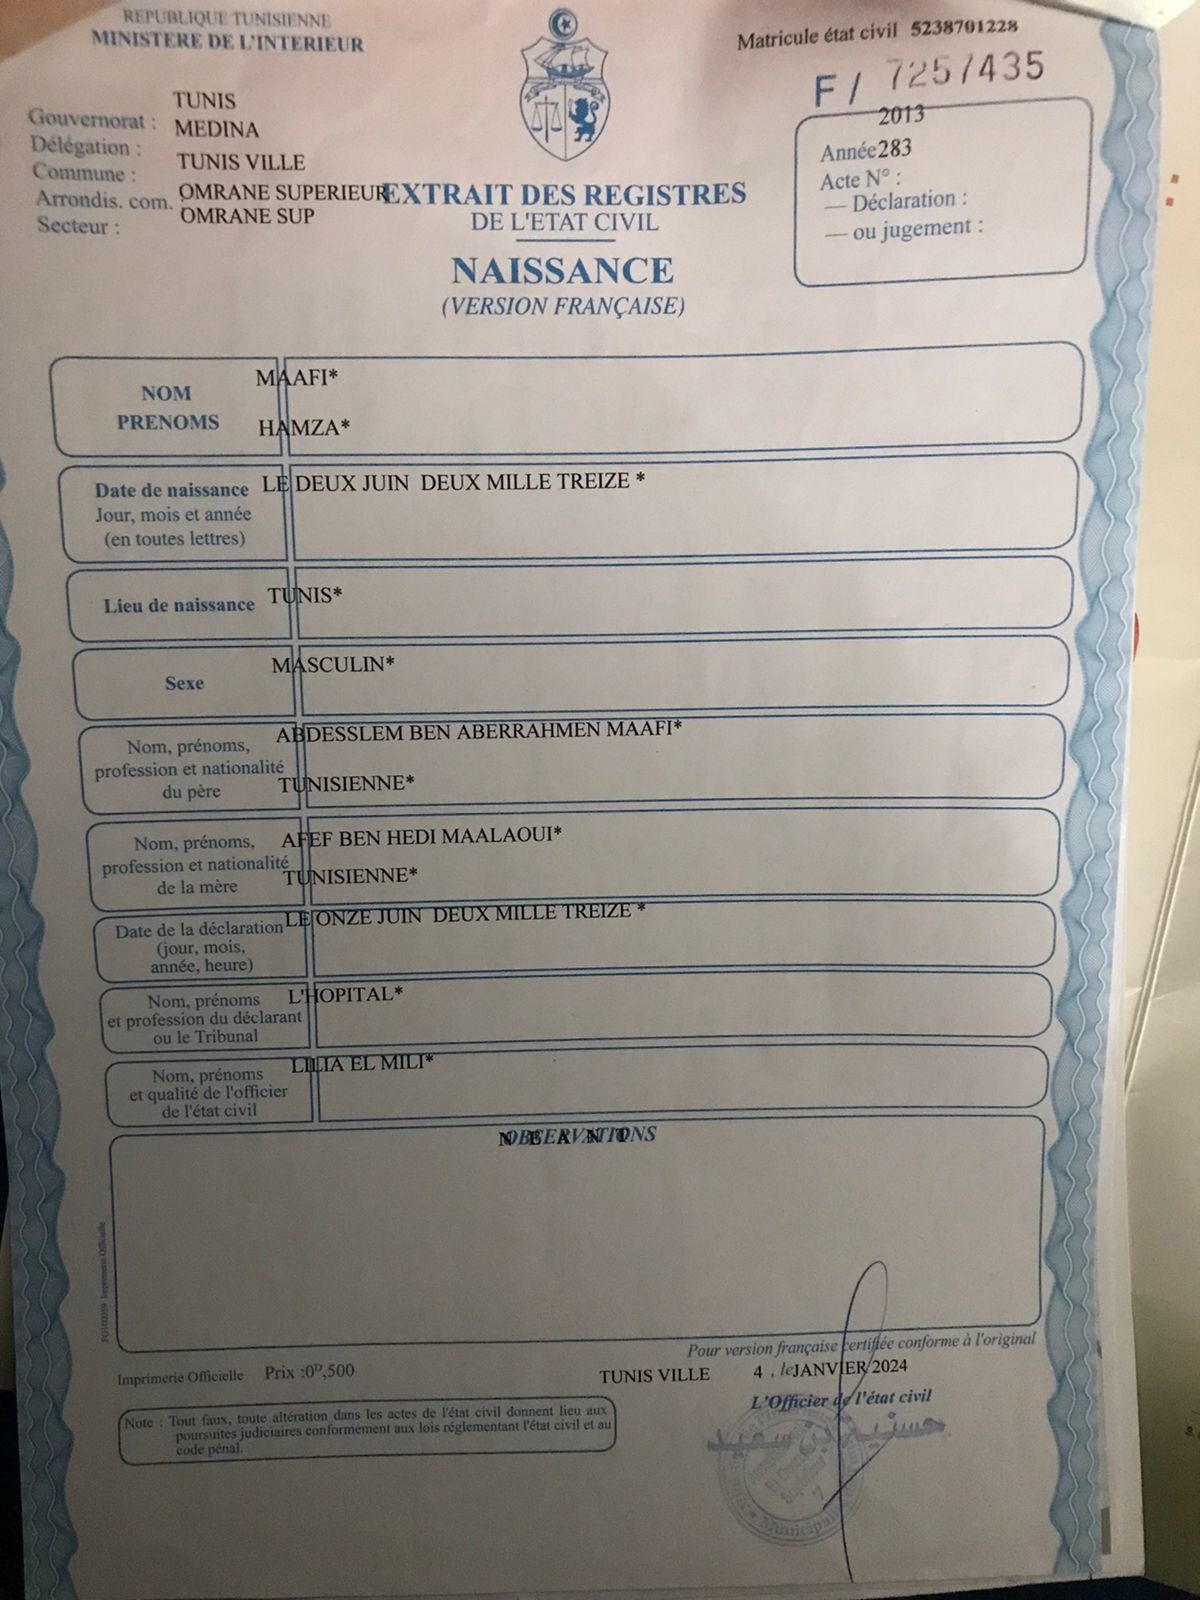 REPUBLIQUE TUNISIENNE
MINISTERE DE L'INTERIEUR
Matricule état civil 5238701228
F / 725/435
Gouvernorat : TUNIS
Délégation : MEDINA
Commune : TUNIS VILLE
Arrondis. com. : OMRANE SUPERIEUR
Secteur : OMRANE SUP
2013
Année 283
Acte N° :
— Déclaration :
— ou jugement :
EXTRAIT DES REGISTRES
DE L'ETAT CIVIL
NAISSANCE
(VERSION FRANÇAISE)
NOM
PRENOMS
MAAFI*
HAMZA*
Date de naissance
Jour, mois et année
(en toutes lettres)
LE DEUX JUIN DEUX MILLE TREIZE *
Lieu de naissance
TUNIS*
Sexe
MASCULIN*
Nom, prénoms,
profession et nationalité
du père
ABDESSLEM BEN ABERRAHMEN MAAFI*
TUNISIENNE*
Nom, prénoms,
profession et nationalité
de la mère
AFEF BEN HEDI MAALAOUI*
TUNISIENNE*
Date de la déclaration
(jour, mois,
année, heure)
LE ONZE JUIN DEUX MILLE TREIZE *
Nom, prénoms
et profession du déclarant
ou le Tribunal
L'HOPITAL*
Nom, prénoms
et qualité de l'officier
de l'état civil
LILIA EL MILI*
OBSERVATIONS
N E A N T
Imprimerie Officielle
Pour version française certifiée conforme à l'original
Imprimerie Officielle Prix :0ᴰ,500
TUNIS VILLE 4 , le JANVIER/2024
L'Officier de l'état civil
حسنية بن سعيد
Note : Tout faux, toute altération dans les actes de l'état civil donnent lieu aux
poursuites judiciaires conformement aux lois réglementant l'état civil et au
code pénal.